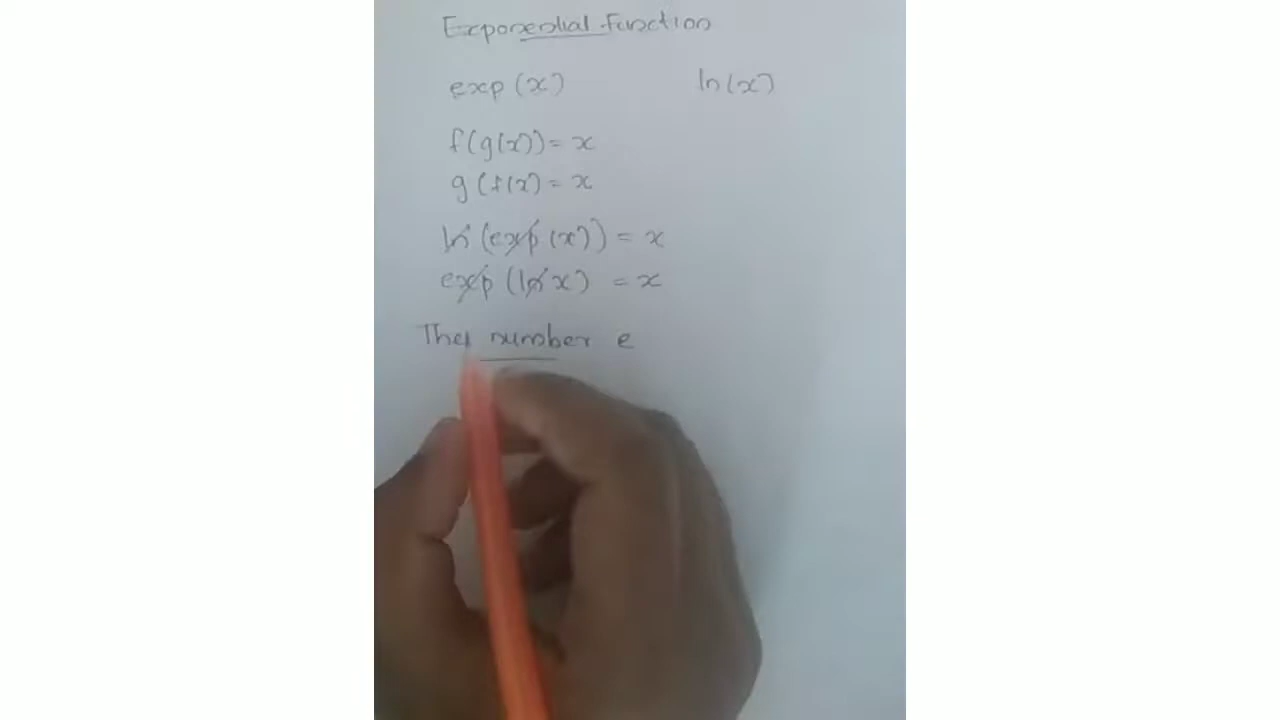 Exponential function
exp (x) ln(x)
f(g(x)) = x
g (f(x) = x
ln (exp (x)) = x
exp (ln x) = x
The number e